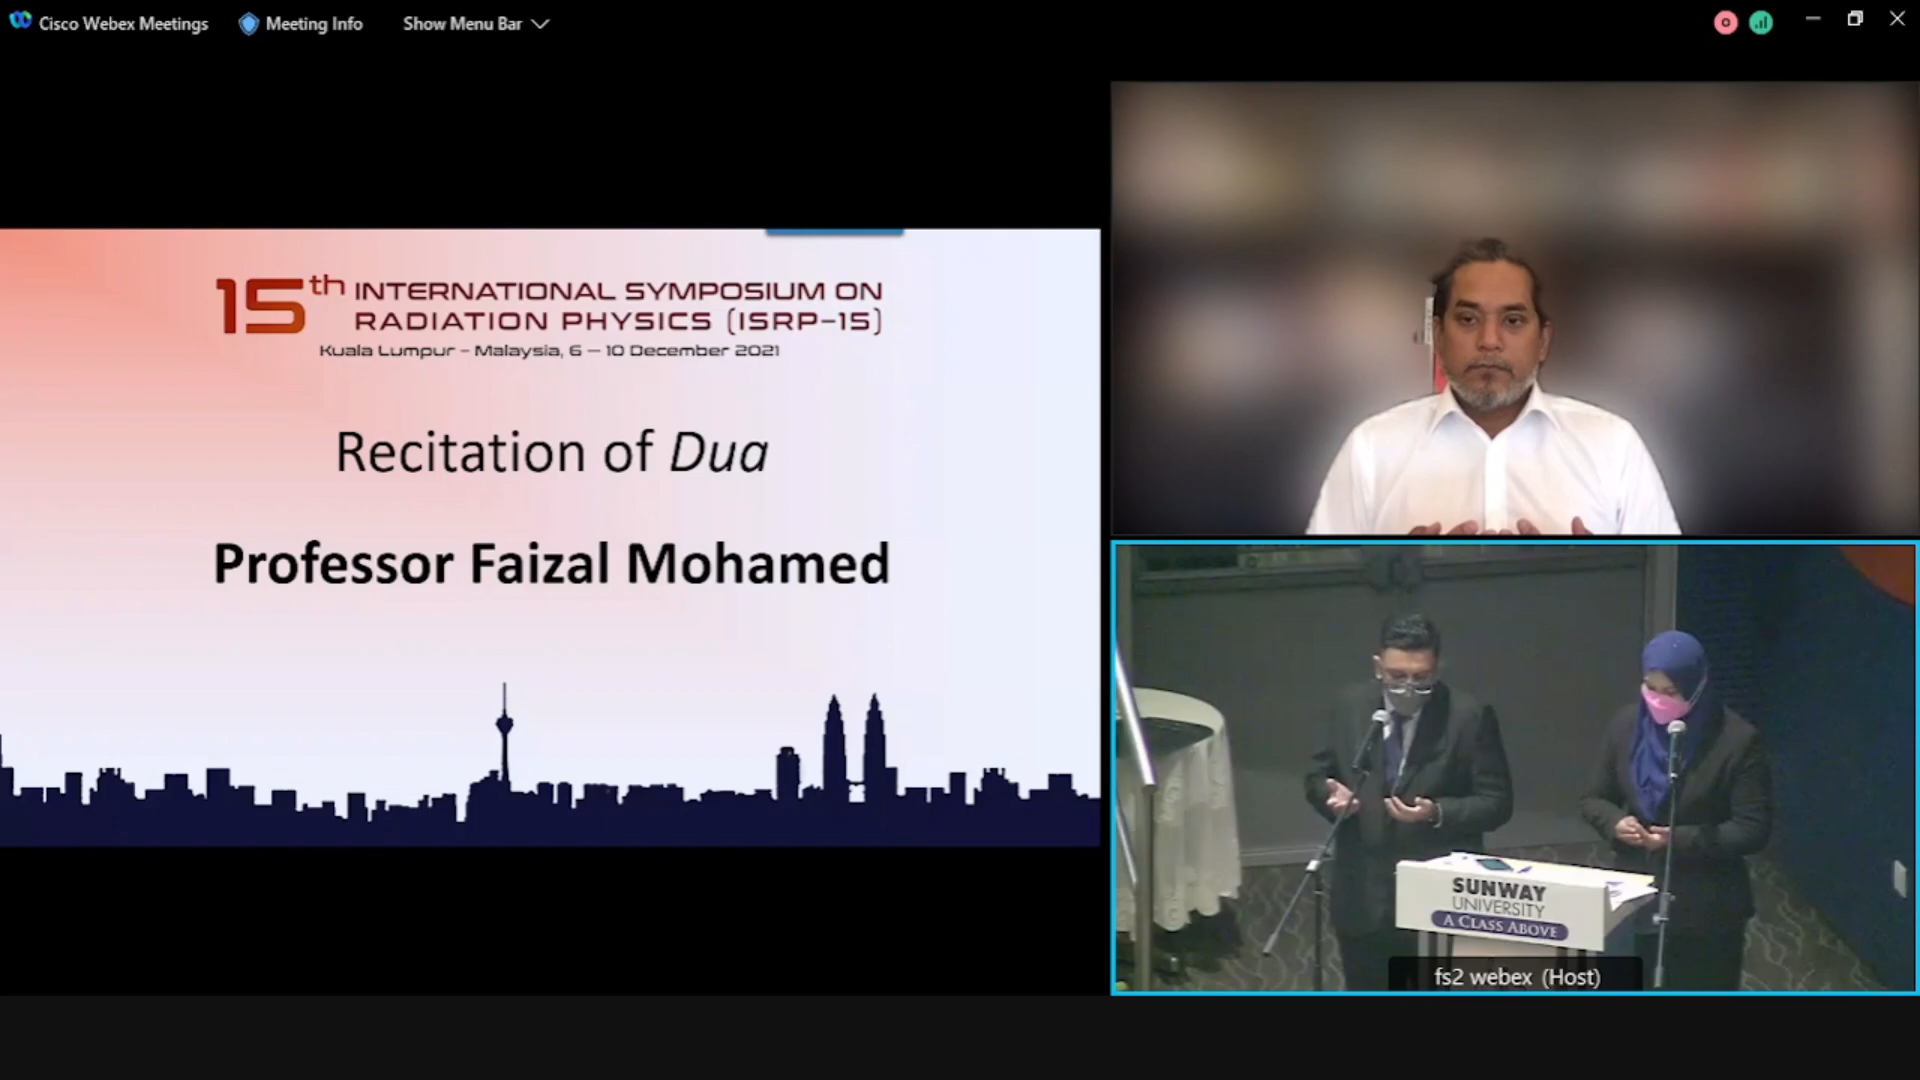 Cisco Webex Meetings
Meeting Info
Show Menu Bar
15th INTERNATIONAL SYMPOSIUM ON
RADIATION PHYSICS (ISRP-15)
Kuala Lumpur - Malaysia, 6 – 10 December 2021
Recitation of Dua
Professor Faizal Mohamed
SUNWAY
UNIVERSITY
A CLASS ABOVE
fs2 webex (Host)